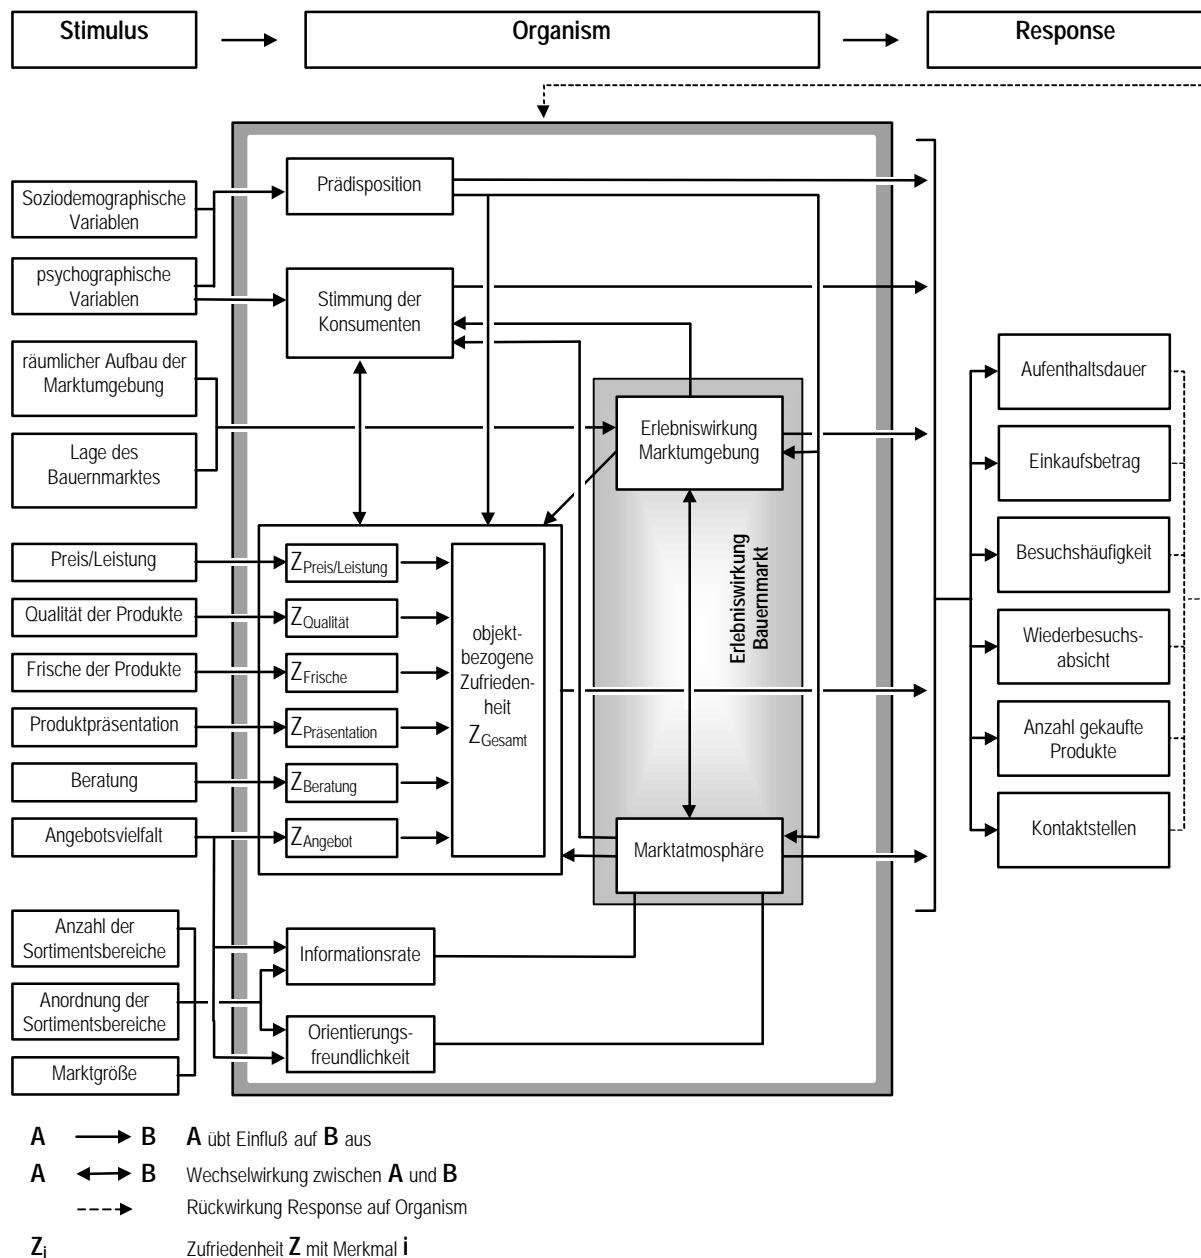 Stimulus
Organism
Response
Soziodemographische
Variablen
psychographische
Variablen
räumlicher Aufbau der
Marktumgebung
Lage des
Bauernmarktes
Preis/Leistung
Qualität der Produkte
Frische der Produkte
Produktpräsentation
Beratung
Angebotsvielfalt
Anzahl der
Sortimentsbereiche
Anordnung der
Sortimentsbereiche
Marktgröße
Prädisposition
Stimmung der
Konsumenten
ZPreis/Leistung
ZQualität
ZFrische
ZPräsentation
ZBeratung
ZAngebot
objekt-
bezogene
Zufrieden-
heit
ZGesamt
Informationsrate
Orientierungs-
freundlichkeit
Erlebniswirkung
Marktumgebung
Erlebniswirkung
Bauernmarkt
Marktatmosphäre
Aufenthaltsdauer
Einkaufsbetrag
Besuchshäufigkeit
Wiederbesuchs-
absicht
Anzahl gekaufte
Produkte
Kontaktstellen
A B A übt Einfluß auf B aus
A B Wechselwirkung zwischen A und B
Rückwirkung Response auf Organism
Zi Zufriedenheit Z mit Merkmal i